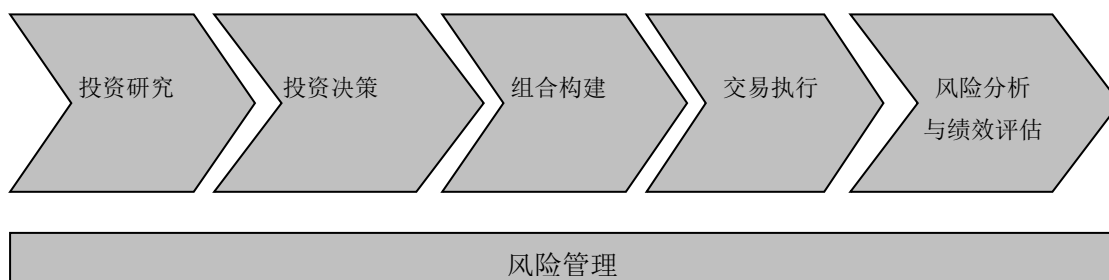 投资研究
投资决策
组合构建
交易执行
风险分析
与绩效评估
风险管理